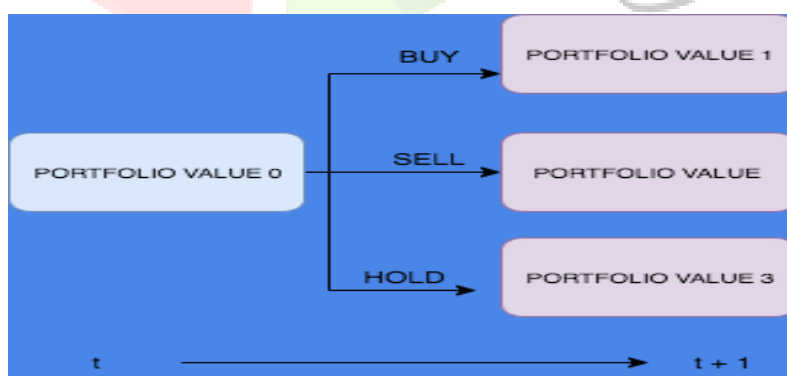 BUY
PORTFOLIO VALUE 1
PORTFOLIO VALUE 0
SELL
PORTFOLIO VALUE
HOLD
PORTFOLIO VALUE 3
t
t + 1